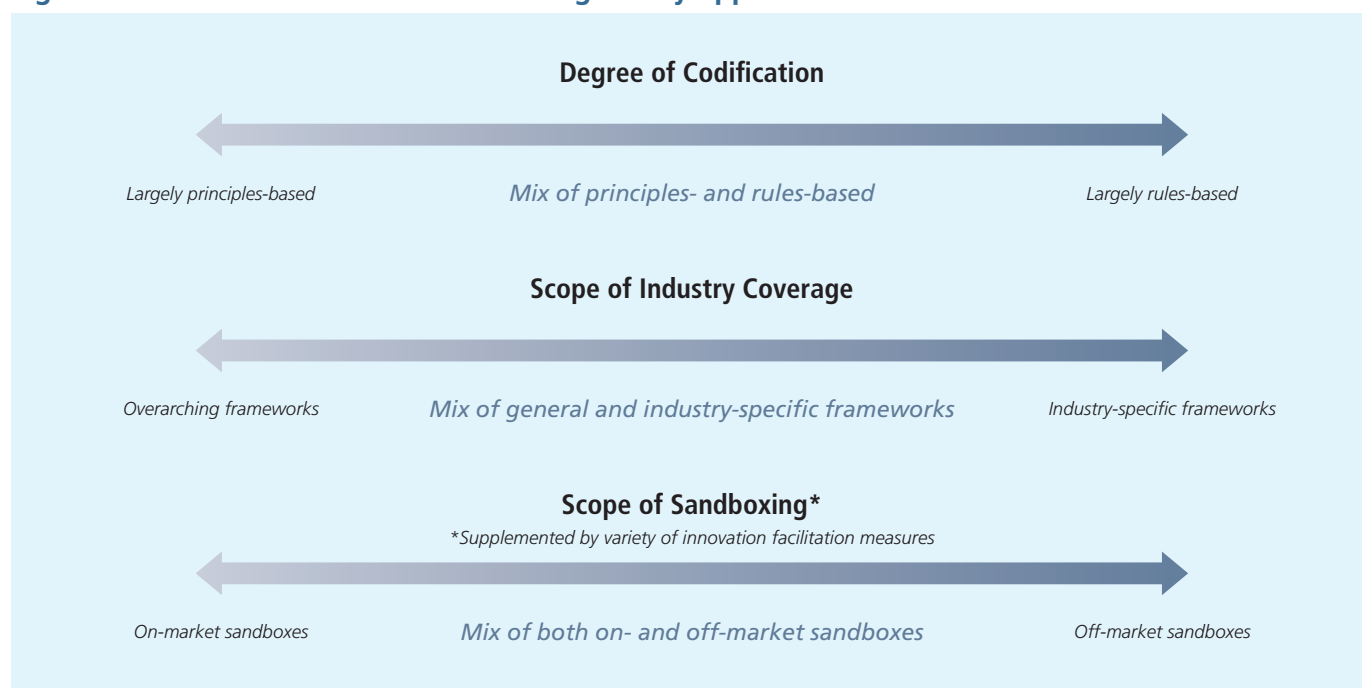 Degree of Codification
Largely principles-based
Mix of principles- and rules-based
Largely rules-based
Scope of Industry Coverage
Overarching frameworks
Mix of general and industry-specific frameworks
Industry-specific frameworks
Scope of Sandboxing*
*Supplemented by variety of innovation facilitation measures
On-market sandboxes
Mix of both on- and off-market sandboxes
Off-market sandboxes